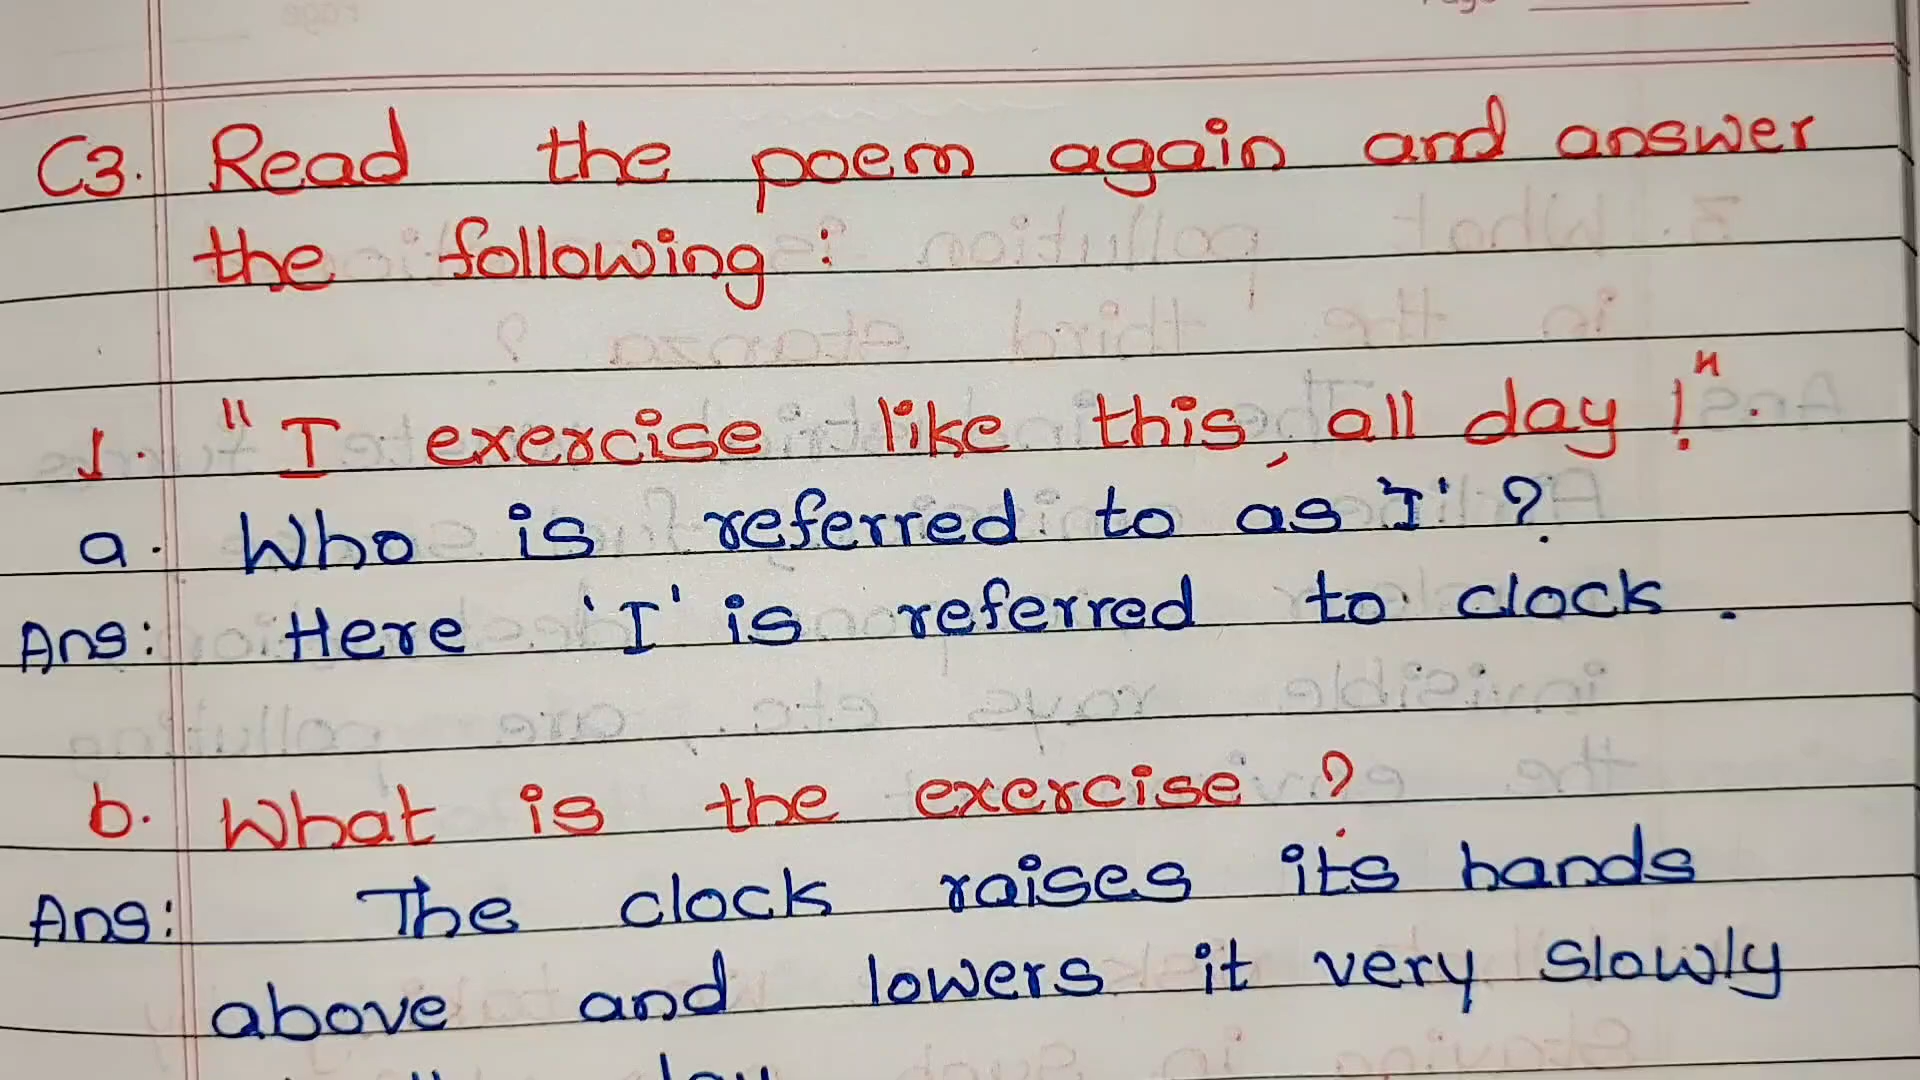 C3. Read the poem again and answer
the following :
1. "I exercise like this, all day!".
a. Who is referred to as 'I' ?
Ans: Here 'I' is referred to clock.
b. What is the exercise ?
Ans: The clock raises its hands
above and lowers it very slowly